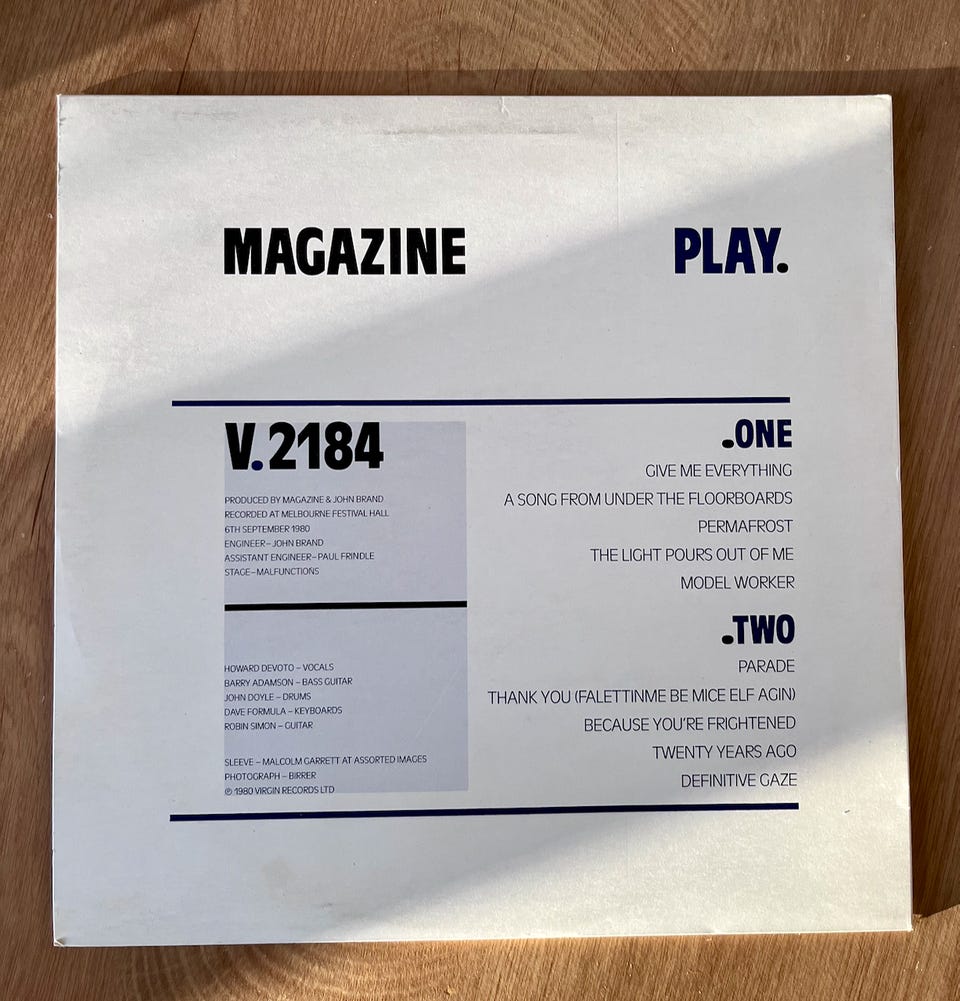 MAGAZINE
PLAY.
V.2184
PRODUCED BY MAGAZINE & JOHN BRAND
RECORDED AT MELBOURNE FESTIVAL HALL
6TH SEPTEMBER 1980
ENGINEER–JOHN BRAND
ASSISTANT ENGINEER–PAUL FRINDLE
STAGE–MALFUNCTIONS
HOWARD DEVOTO – VOCALS
BARRY ADAMSON – BASS GUITAR
JOHN DOYLE – DRUMS
DAVE FORMULA – KEYBOARDS
ROBIN SIMON – GUITAR
SLEEVE – MALCOLM GARRETT AT ASSORTED IMAGES
PHOTOGRAPH – BIRRER
℗ 1980 VIRGIN RECORDS LTD
.ONE
GIVE ME EVERYTHING
A SONG FROM UNDER THE FLOORBOARDS
PERMAFROST
THE LIGHT POURS OUT OF ME
MODEL WORKER
.TWO
PARADE
THANK YOU (FALETTINME BE MICE ELF AGIN)
BECAUSE YOU'RE FRIGHTENED
TWENTY YEARS AGO
DEFINITIVE GAZE